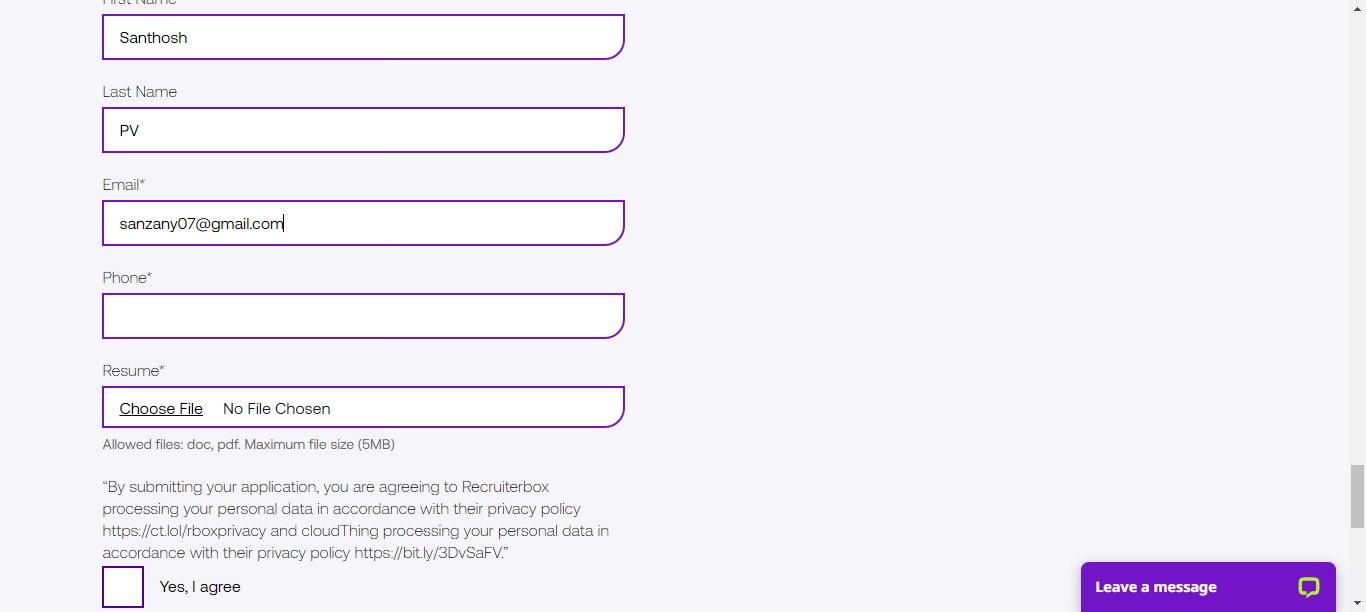 First Name
Santhosh
Last Name
PV
Email*
sanzany07@gmail.com
Phone*
Resume*
Choose File No File Chosen
Allowed files: doc, pdf. Maximum file size (5MB)
“By submitting your application, you are agreeing to Recruiterbox
processing your personal data in accordance with their privacy policy
https://ct.lol/rboxprivacy and cloudThing processing your personal data in
accordance with their privacy policy https://bit.ly/3DvSaFV.”
Yes, I agree
Leave a message